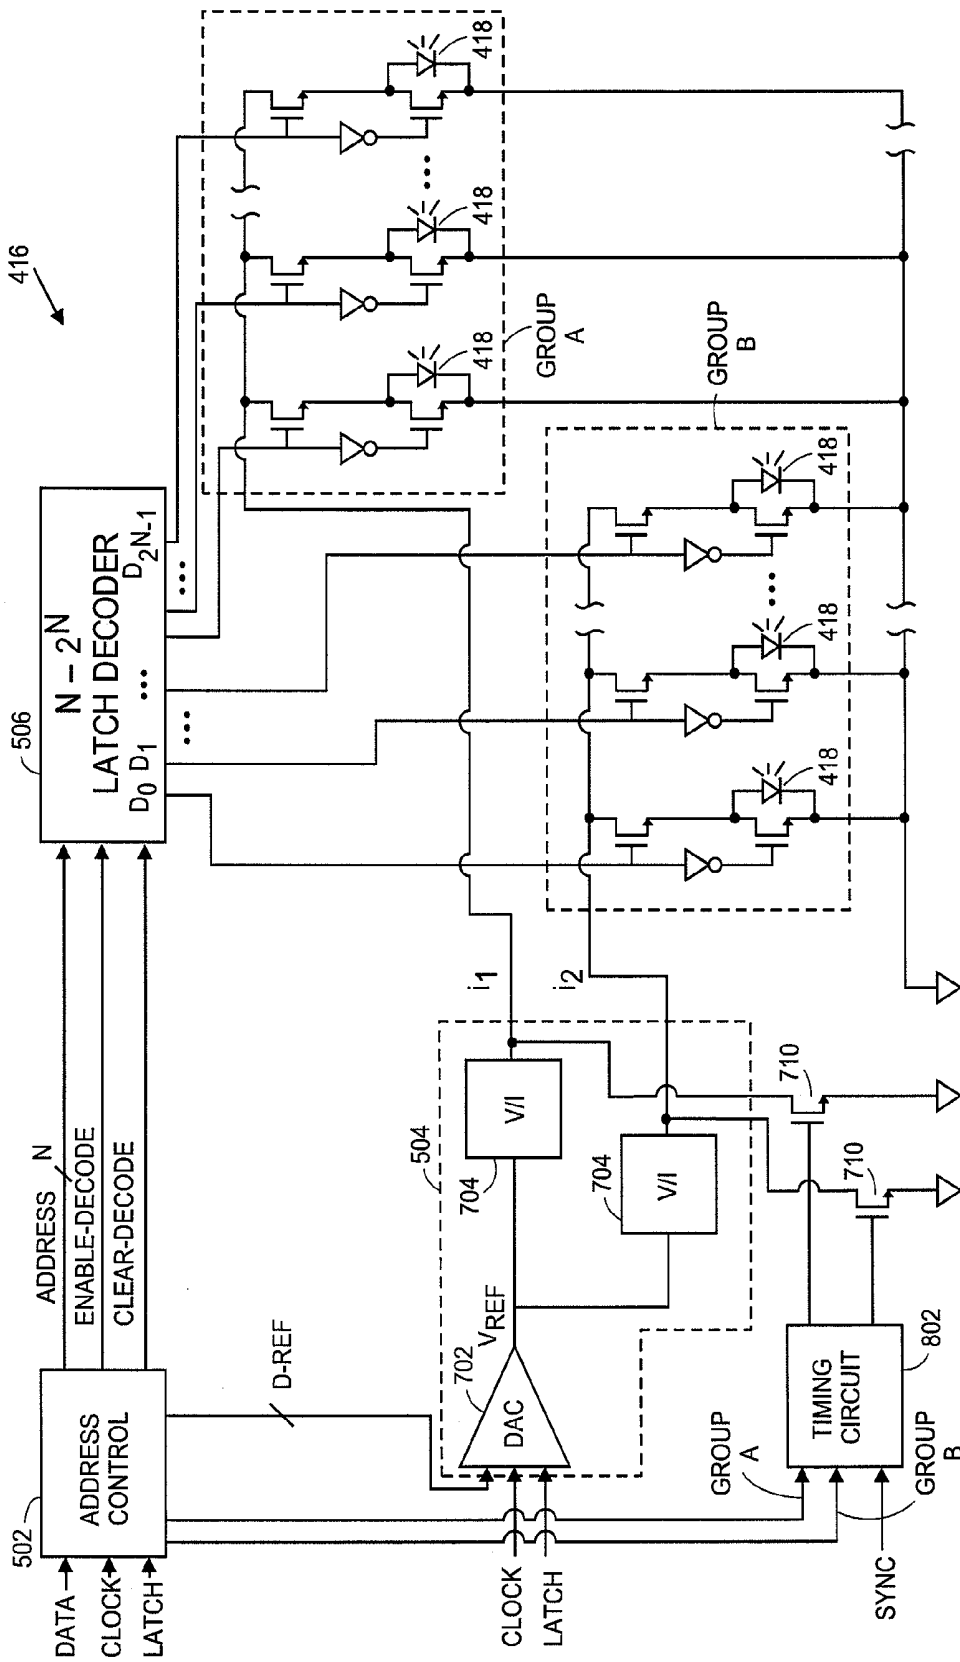 416
502
ADDRESS
CONTROL
DATA
CLOCK
LATCH
ADDRESS
N
ENABLE-DECODE
CLEAR-DECODE
506
N – 2^N
LATCH DECODER
D0 D1 ... D2N-1
...
...
D-REF
504
702
DAC
VREF
CLOCK
LATCH
704
V/I
704
V/I
i1
i2
418
418
418
...
GROUP
A
GROUP
B
418
418
418
...
710
710
GROUP
A
GROUP
B
SYNC
TIMING
CIRCUIT
802